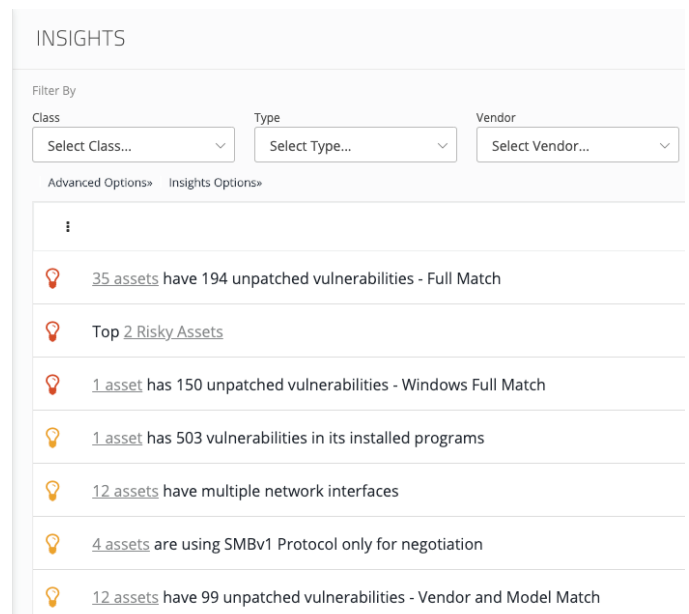 INSIGHTS
Filter By
Class Type Vendor
Select Class... Select Type... Select Vendor...
Advanced Options» Insights Options»
35 assets have 194 unpatched vulnerabilities - Full Match
Top 2 Risky Assets
1 asset has 150 unpatched vulnerabilities - Windows Full Match
1 asset has 503 vulnerabilities in its installed programs
12 assets have multiple network interfaces
4 assets are using SMBv1 Protocol only for negotiation
12 assets have 99 unpatched vulnerabilities - Vendor and Model Match